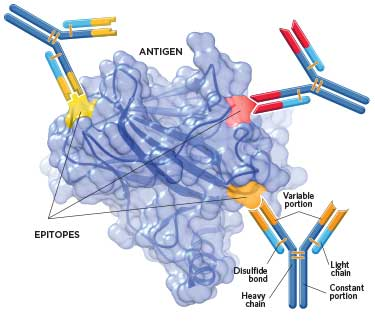 ANTIGEN
EPITOPES
Variable
portion
Disulfide
bond
Heavy
chain
Light
chain
Constant
portion